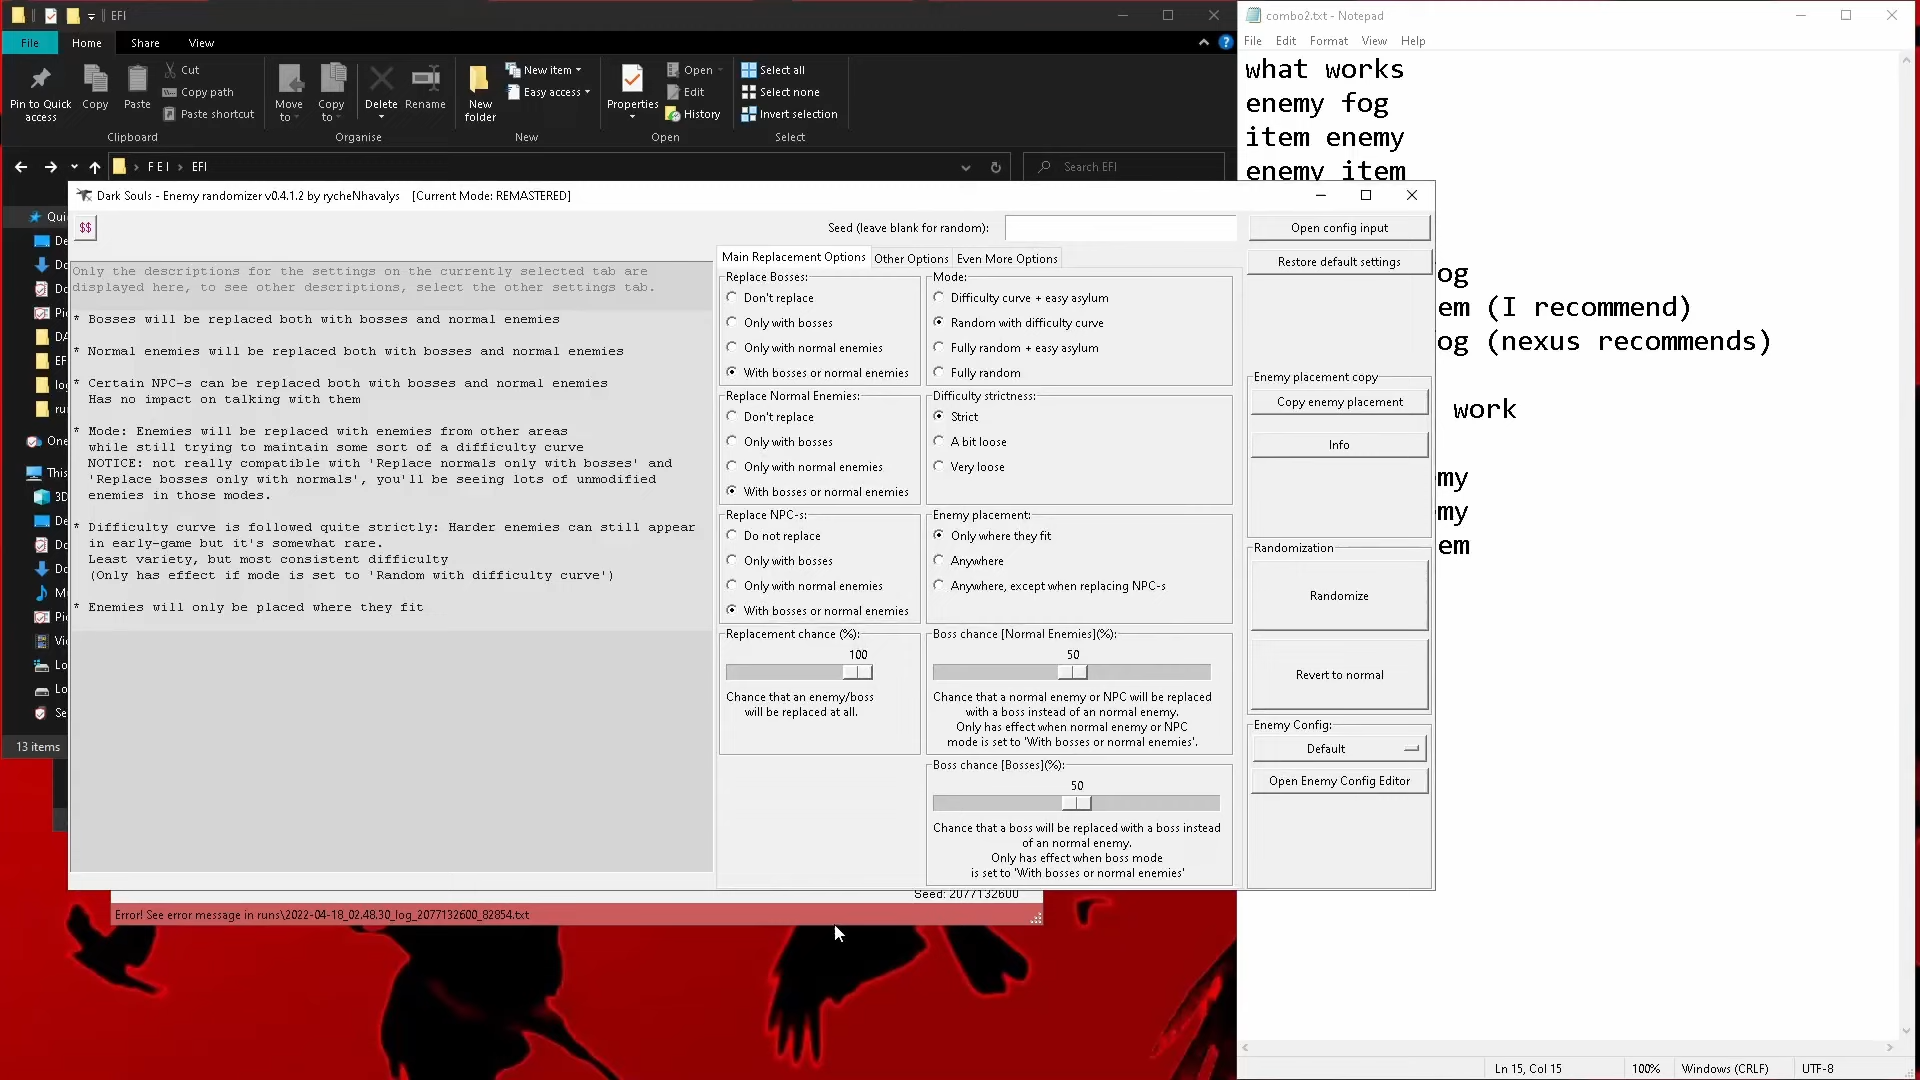 EFI
File
Home
Share
View
Pin to Quick access
Copy
Paste
Cut
Copy path
Paste shortcut
Clipboard
Move to
Copy to
Delete
Rename
Organise
New folder
New item
Easy access
New
Properties
Open
Edit
History
Open
Select all
Select none
Invert selection
Select
F E I > EFI
Search EFI
13 items
combo2.txt - Notepad
File Edit Format View Help
what works
enemy fog
item enemy
enemy item
og
em (I recommend)
og (nexus recommends)
work
my
my
em
Ln 15, Col 15
100%
Windows (CRLF)
UTF-8
Dark Souls - Enemy randomizer v0.4.1.2 by rycheNhavalys [Current Mode: REMASTERED]
$$
Seed (leave blank for random):
Open config input
Restore default settings
Only the descriptions for the settings on the currently selected tab are
displayed here, to see other descriptions, select the other settings tab.
* Bosses will be replaced both with bosses and normal enemies
* Normal enemies will be replaced both with bosses and normal enemies
* Certain NPC-s can be replaced both with bosses and normal enemies
Has no impact on talking with them
* Mode: Enemies will be replaced with enemies from other areas
while still trying to maintain some sort of a difficulty curve
NOTICE: not really compatible with 'Replace normals only with bosses' and
'Replace bosses only with normals', you'll be seeing lots of unmodified
enemies in those modes.
* Difficulty curve is followed quite strictly: Harder enemies can still appear
in early-game but it's somewhat rare.
Least variety, but most consistent difficulty
(Only has effect if mode is set to 'Random with difficulty curve')
* Enemies will only be placed where they fit
Main Replacement Options
Other Options
Even More Options
Replace Bosses:
Don't replace
Only with bosses
Only with normal enemies
With bosses or normal enemies
Mode:
Difficulty curve + easy asylum
Random with difficulty curve
Fully random + easy asylum
Fully random
Replace Normal Enemies:
Don't replace
Only with bosses
Only with normal enemies
With bosses or normal enemies
Difficulty strictness:
Strict
A bit loose
Very loose
Replace NPC-s:
Do not replace
Only with bosses
Only with normal enemies
With bosses or normal enemies
Enemy placement:
Only where they fit
Anywhere
Anywhere, except when replacing NPC-s
Replacement chance (%):
100
Chance that an enemy/boss
will be replaced at all.
Boss chance [Normal Enemies](%):
50
Chance that a normal enemy or NPC will be replaced
with a boss instead of an normal enemy.
Only has effect when normal enemy or NPC
mode is set to 'With bosses or normal enemies'.
Boss chance [Bosses](%):
50
Chance that a boss will be replaced with a boss instead
of an normal enemy.
Only has effect when boss mode
is set to 'With bosses or normal enemies'
Enemy placement copy
Copy enemy placement
Info
Randomization
Randomize
Revert to normal
Enemy Config:
Default
Open Enemy Config Editor
Seed: 2077132600
Error! See error message in runs\2022-04-18_02.48.30_log_2077132600_82854.txt